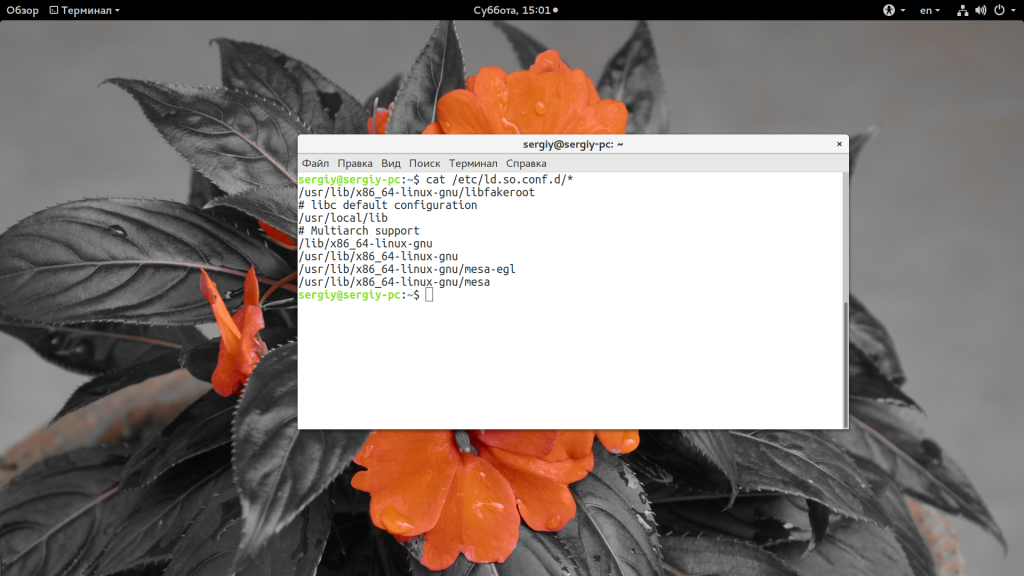 Обзор Терминал Суббота, 15:01 en
sergiy@sergiy-pc: ~ ×
Файл Правка Вид Поиск Терминал Справка
sergiy@sergiy-pc:~$ cat /etc/ld.so.conf.d/*
/usr/lib/x86_64-linux-gnu/libfakeroot
# libc default configuration
/usr/local/lib
# Multiarch support
/lib/x86_64-linux-gnu
/usr/lib/x86_64-linux-gnu
/usr/lib/x86_64-linux-gnu/mesa-egl
/usr/lib/x86_64-linux-gnu/mesa
sergiy@sergiy-pc:~$